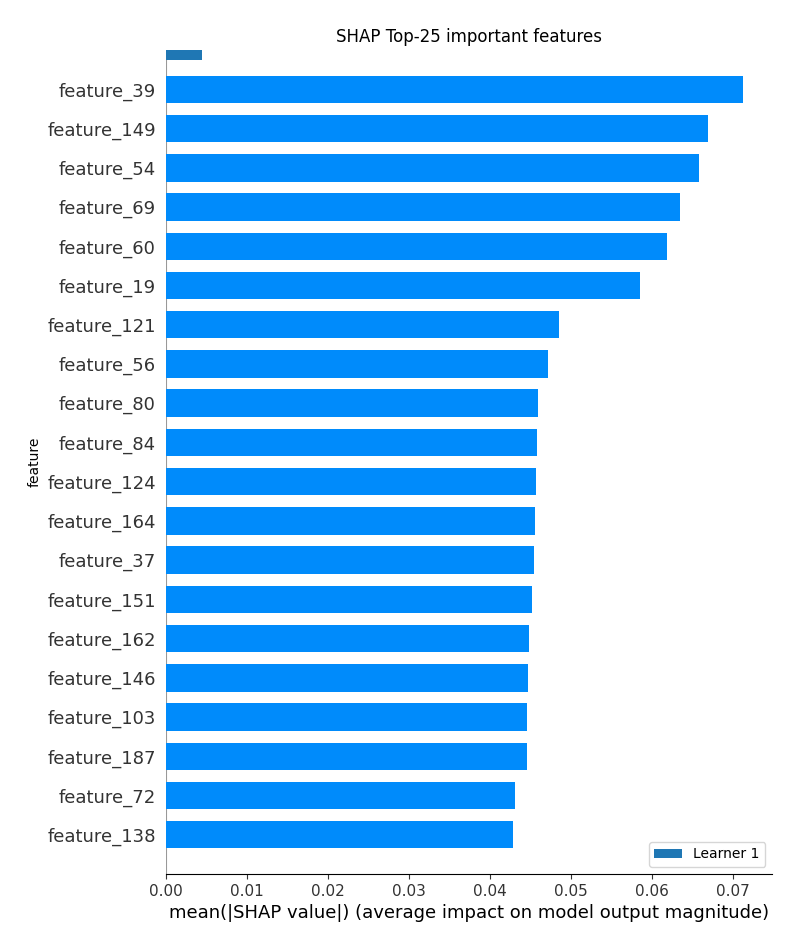 SHAP Top-25 important features
feature_39
feature_149
feature_54
feature_69
feature_60
feature_19
feature_121
feature_56
feature_80
feature_84
feature_124
feature_164
feature_37
feature_151
feature_162
feature_146
feature_103
feature_187
feature_72
feature_138
feature
Learner 1
0.00 0.01 0.02 0.03 0.04 0.05 0.06 0.07
mean(|SHAP value|) (average impact on model output magnitude)